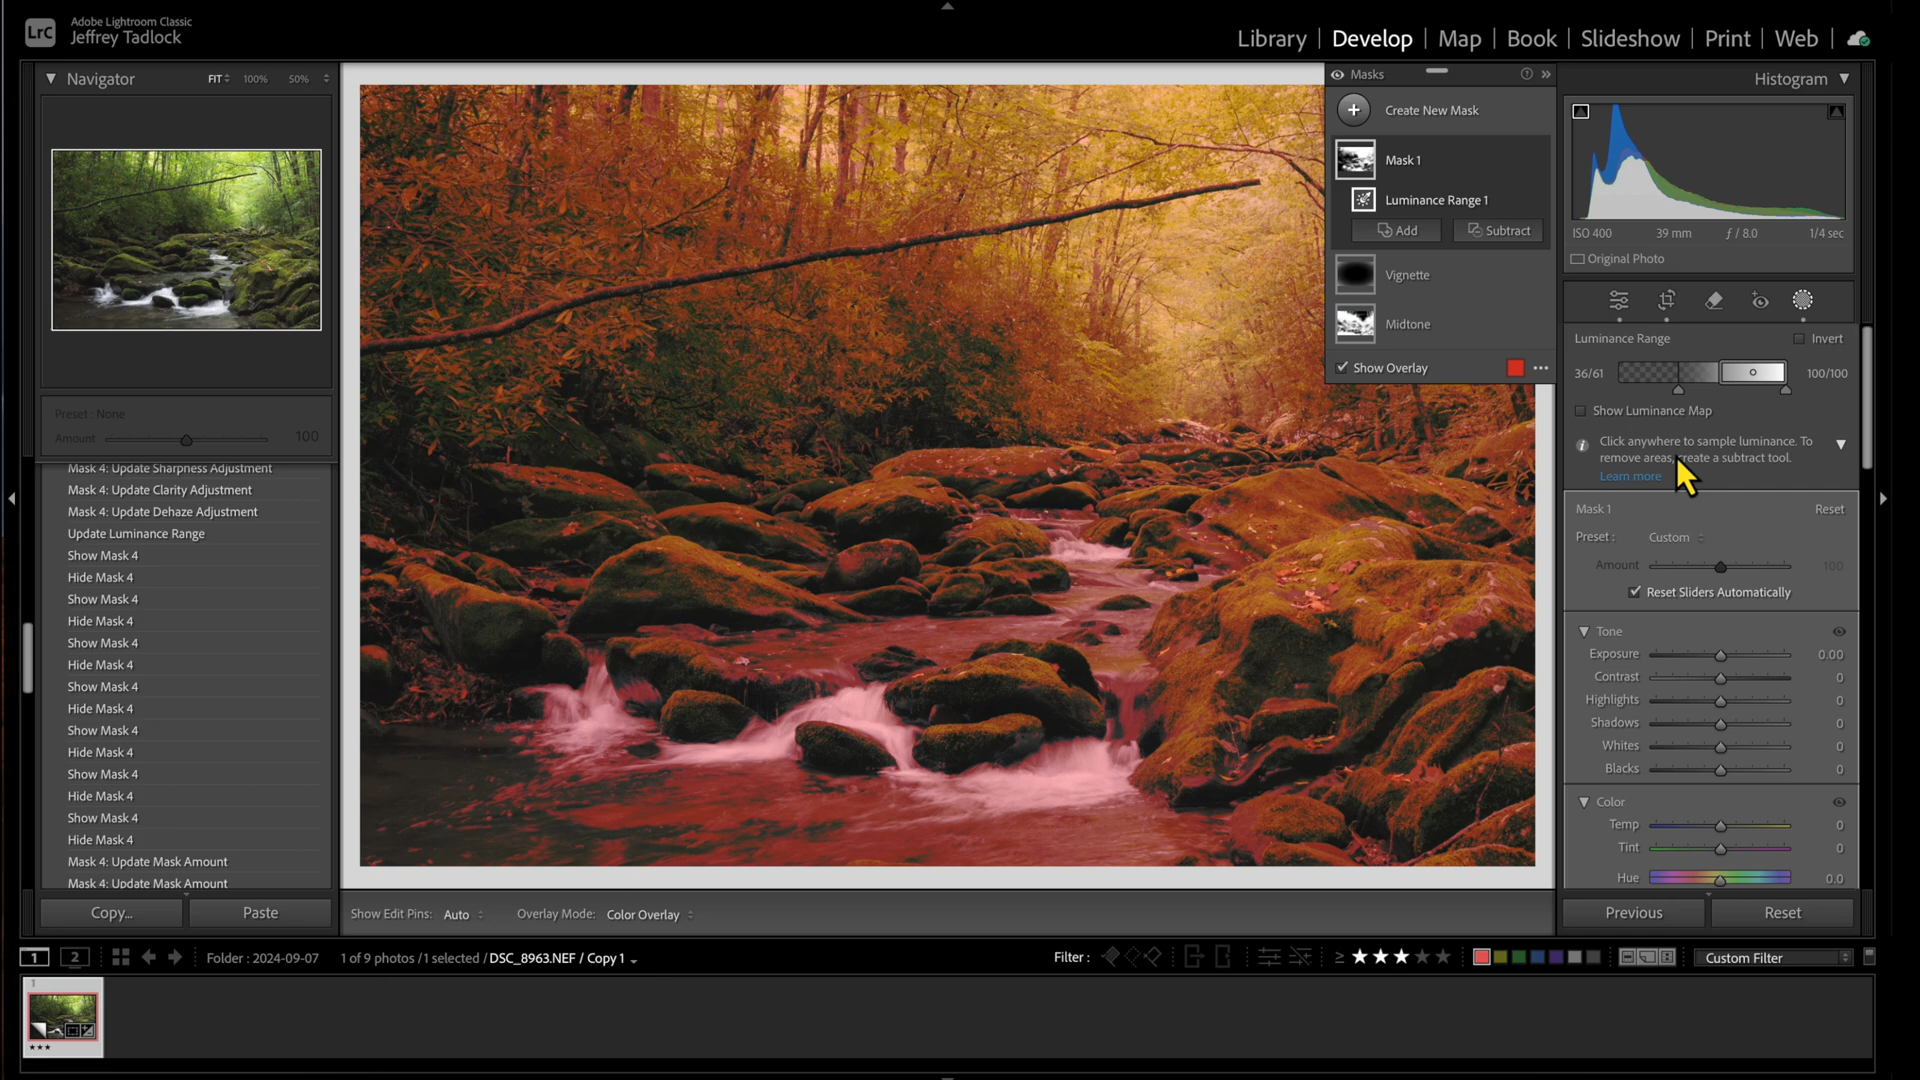 LrC
Adobe Lightroom Classic
Jeffrey Tadlock
Library | Develop | Map | Book | Slideshow | Print | Web
Navigator
FIT 100% 50%
Preset : None
Amount 100
Mask 4: Update Sharpness Adjustment
Mask 4: Update Clarity Adjustment
Mask 4: Update Dehaze Adjustment
Update Luminance Range
Show Mask 4
Hide Mask 4
Show Mask 4
Hide Mask 4
Show Mask 4
Hide Mask 4
Show Mask 4
Hide Mask 4
Show Mask 4
Hide Mask 4
Show Mask 4
Hide Mask 4
Show Mask 4
Hide Mask 4
Mask 4: Update Mask Amount
Mask 4: Update Mask Amount
Copy...
Paste
Masks
Create New Mask
Mask 1
Luminance Range 1
Add
Subtract
Vignette
Midtone
Show Overlay
Histogram
ISO 400 39 mm ƒ / 8.0 1/4 sec
Original Photo
Luminance Range Invert
36/61 100/100
Show Luminance Map
Click anywhere to sample luminance. To
remove areas, create a subtract tool.
Learn more
Mask 1 Reset
Preset : Custom
Amount 100
Reset Sliders Automatically
Tone
Exposure 0.00
Contrast 0
Highlights 0
Shadows 0
Whites 0
Blacks 0
Color
Temp 0
Tint 0
Hue 0.0
Previous
Reset
Show Edit Pins: Auto Overlay Mode: Color Overlay
1 2 Folder : 2024-09-07 1 of 9 photos /1 selected / DSC_8963.NEF / Copy 1
Filter : ≥ ★★★★★ Custom Filter
1
★★★